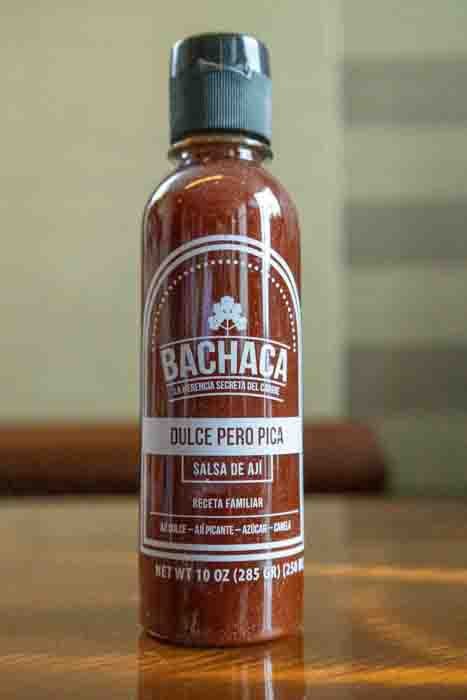 BACHACA
LA HERENCIA SECRETA DEL CARIBE
DULCE PERO PICA
SALSA DE AJÍ
RECETA FAMILIAR
AJÍ DULCE – AJÍ PICANTE – AZÚCAR – CANELA
NET WT 10 OZ (285 GR) (250